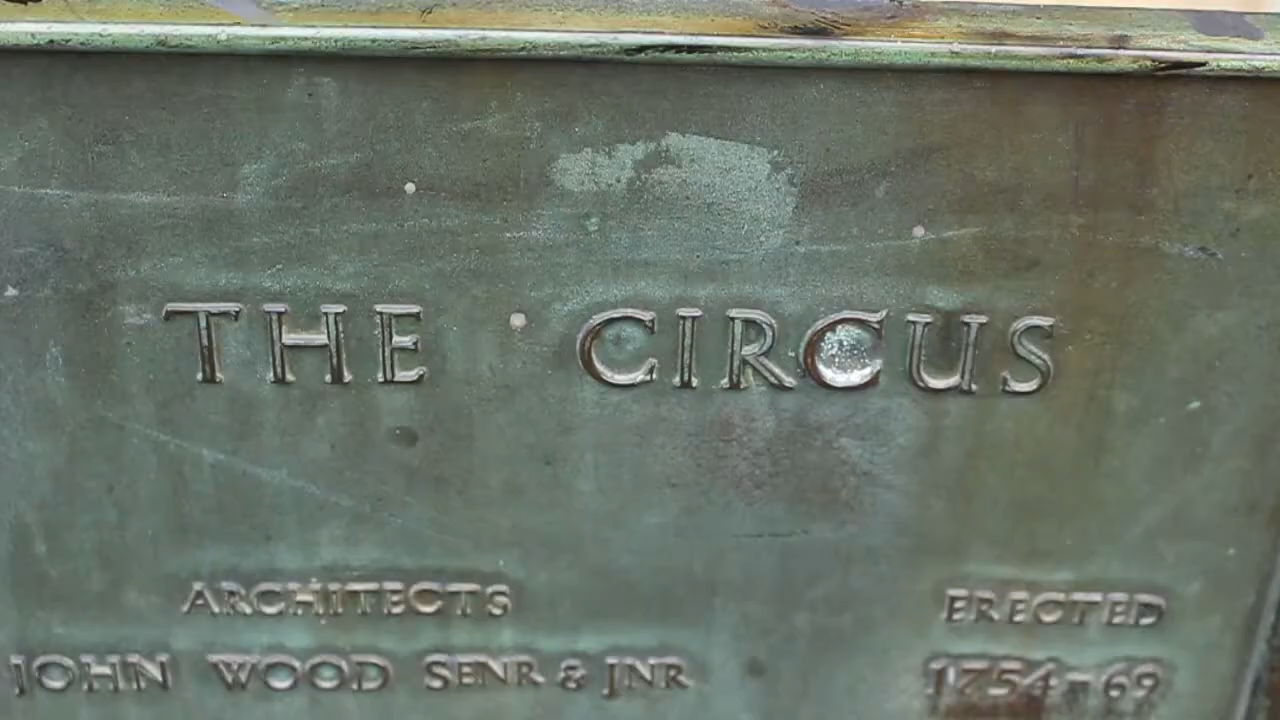 THE CIRCUS
ARCHITECTS
JOHN WOOD SENR & JNR
ERECTED
1754-69